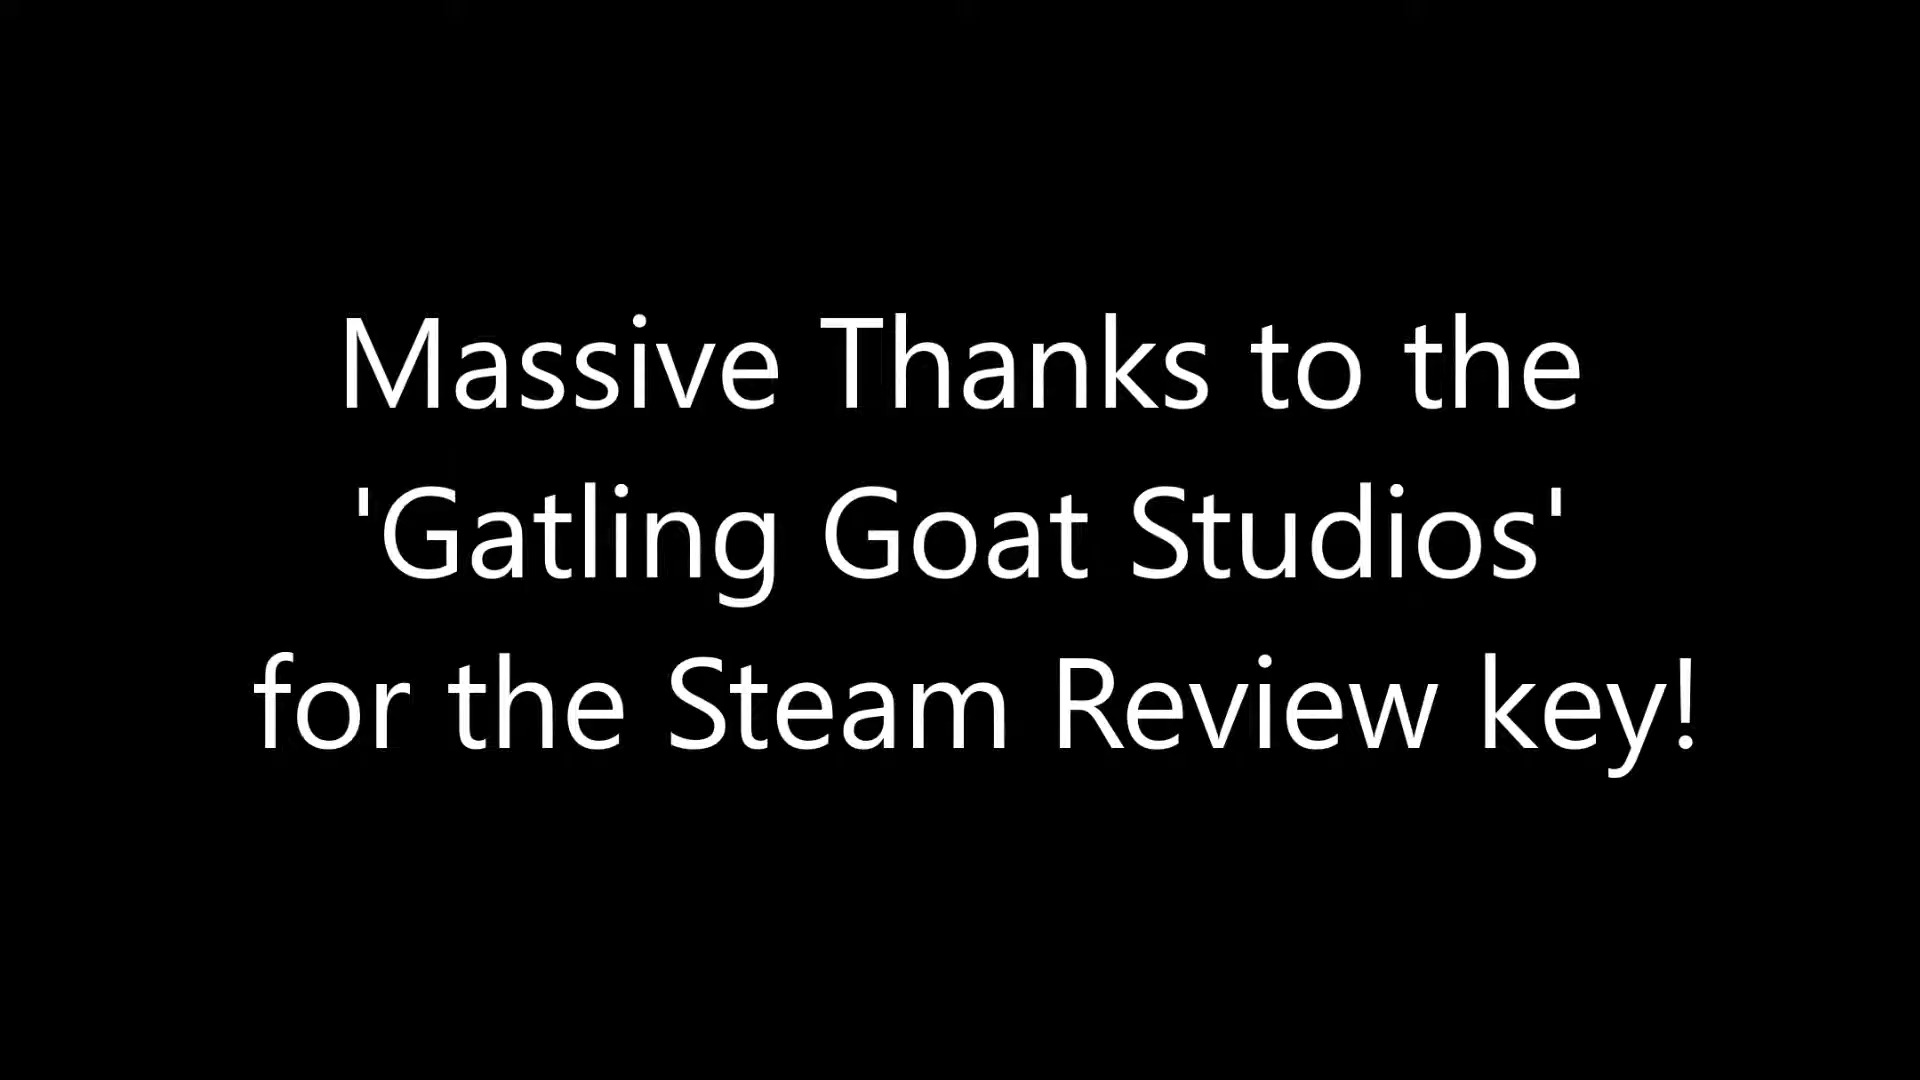 Massive Thanks to the
'Gatling Goat Studios'
for the Steam Review key!